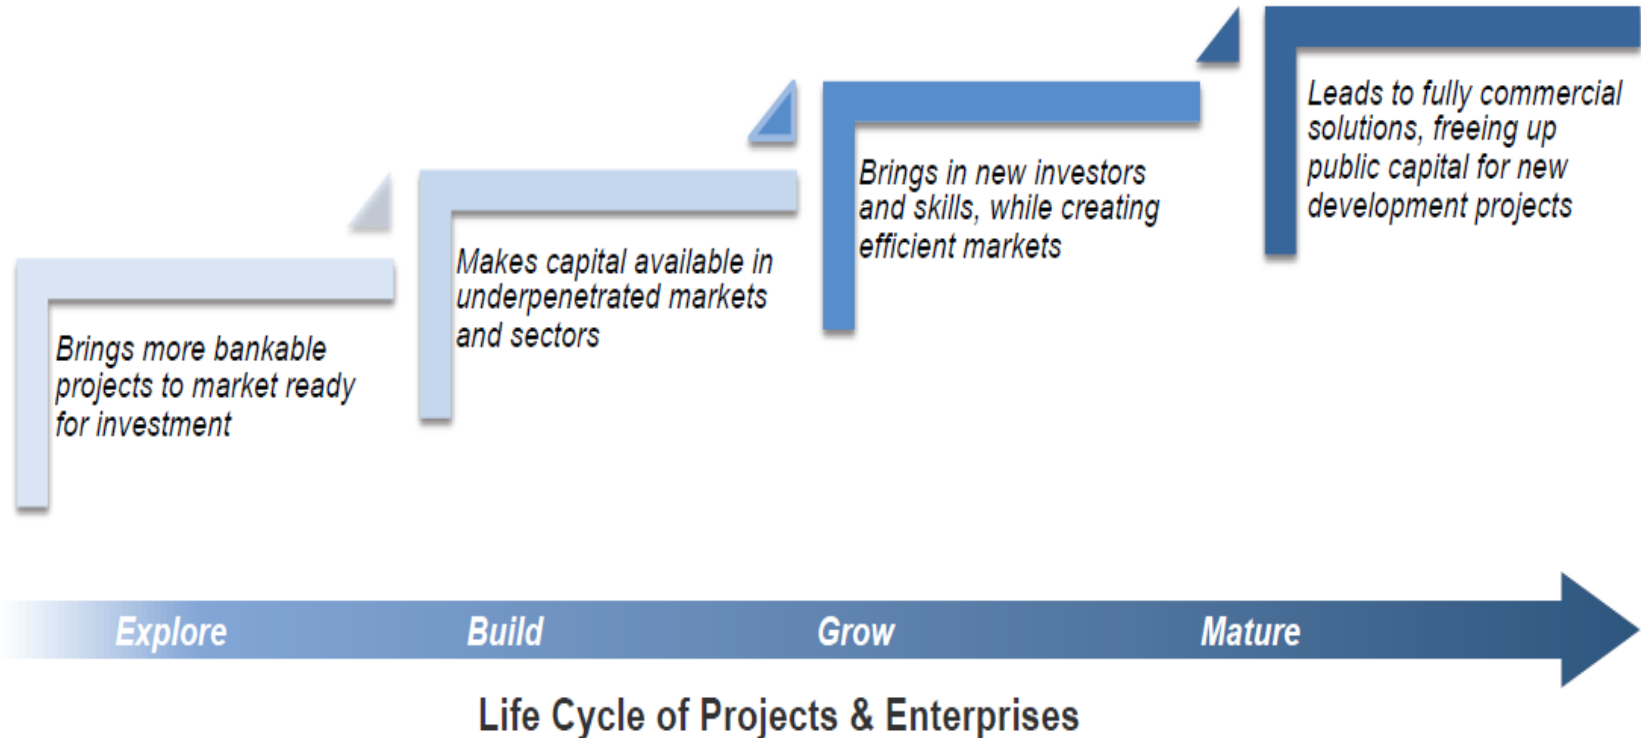 Brings more bankable
projects to market ready
for investment
Makes capital available in
underpenetrated markets
and sectors
Brings in new investors
and skills, while creating
efficient markets
Leads to fully commercial
solutions, freeing up
public capital for new
development projects
Explore
Build
Grow
Mature
Life Cycle of Projects & Enterprises